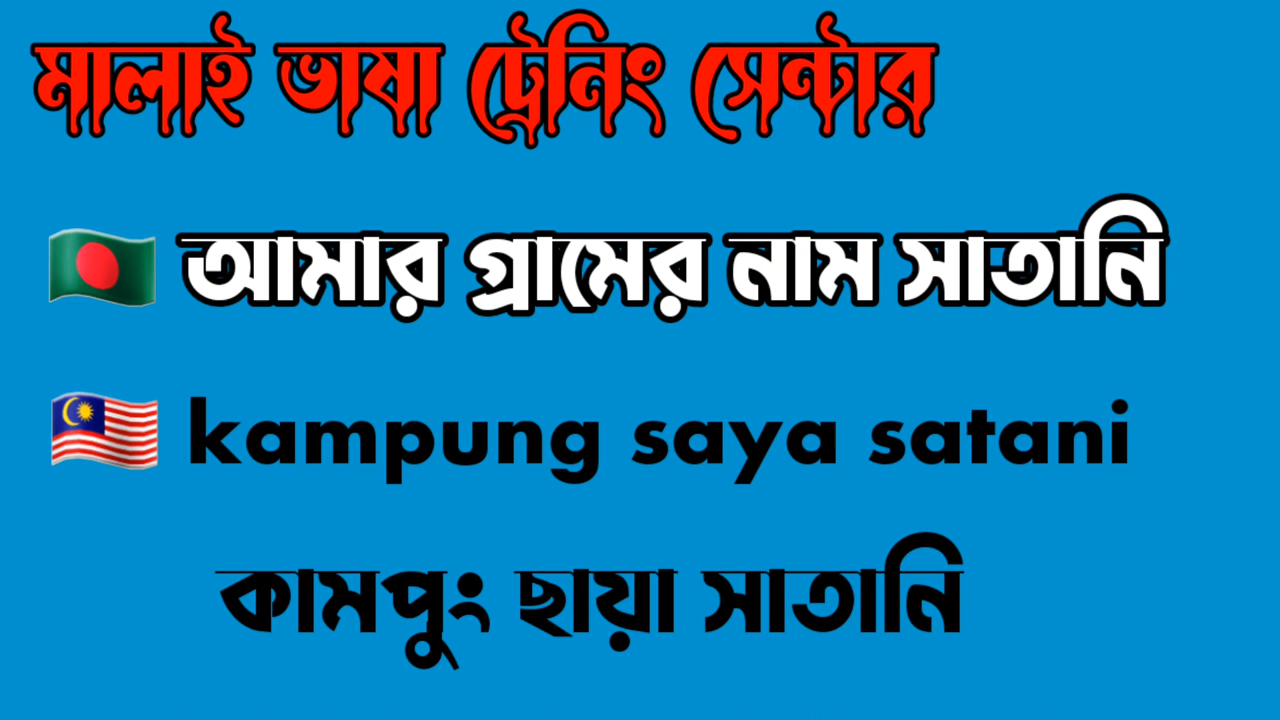 মালাই ভাষা ট্রেনিং সেন্টার
আমার গ্রামের নাম সাতানি
kampung saya satani
কামপুং ছায়া সাতানি